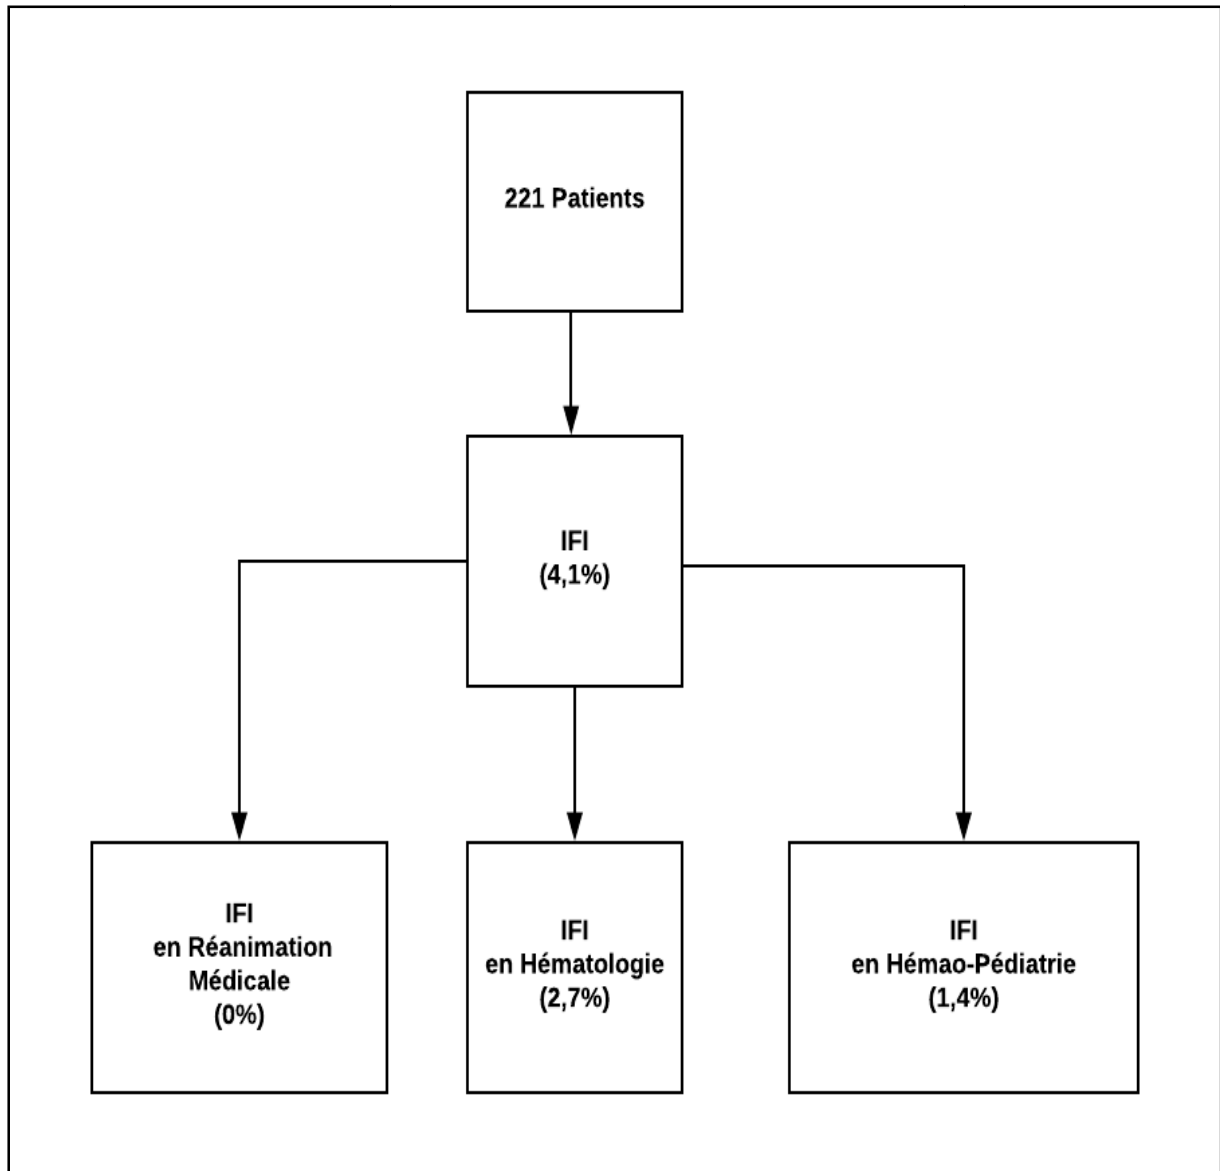 221 Patients
IFI
(4,1%)
IFI
en Réanimation
Médicale
(0%)
IFI
en Hématologie
(2,7%)
IFI
en Hémao-Pédiatrie
(1,4%)